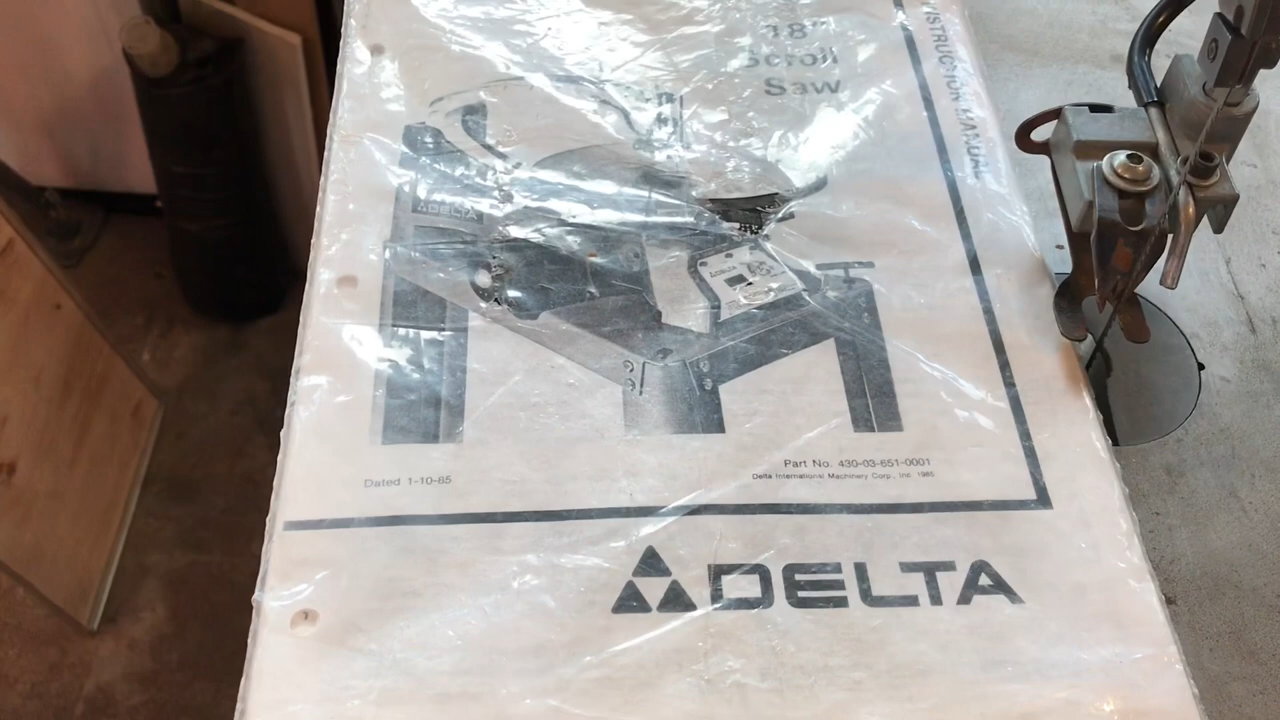 18"
Scroll
Saw
INSTRUCTION MANUAL
DELTA
Dated 1-10-85
Part No. 430-03-651-0001
Delta International Machinery Corp., Inc. 1985
DELTA